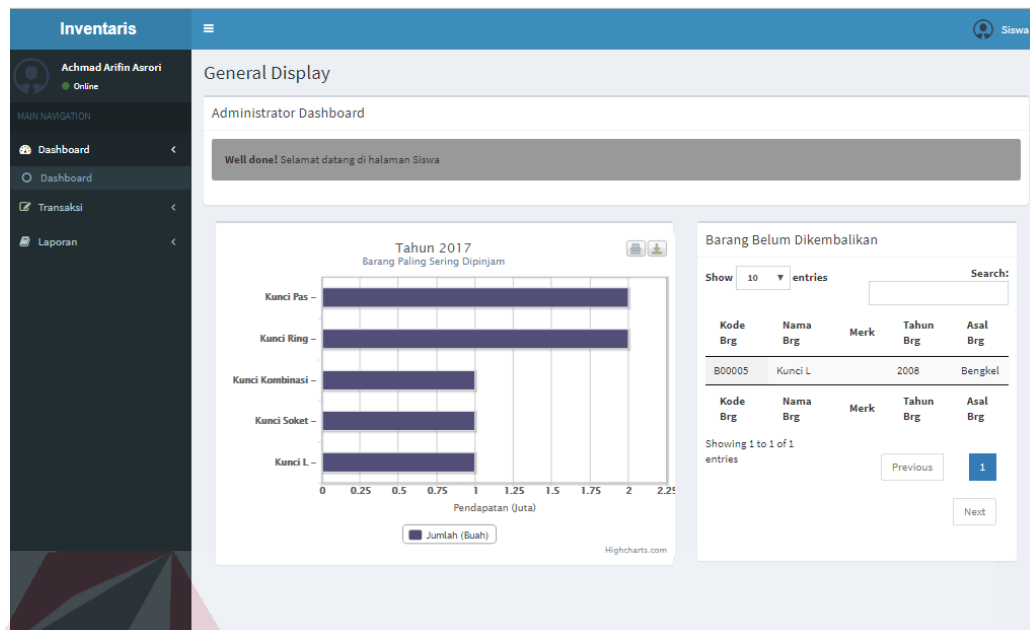 Inventaris
Siswa
Achmad Arifin Asrori
Online
MAIN NAVIGATION
Dashboard
Dashboard
Transaksi
Laporan
General Display
Administrator Dashboard
Well done! Selamat datang di halaman Siswa
Tahun 2017
Barang Paling Sering Dipinjam
Kunci Pas
Kunci Ring
Kunci Kombinasi
Kunci Soket
Kunci L
0 0.25 0.5 0.75 1 1.25 1.5 1.75 2 2.25
Pendapatan (Juta)
Jumlah (Buah)
Highcharts.com
Barang Belum Dikembalikan
Show 10 entries
Search:
Kode Nama Merk Tahun Asal
Brg Brg Brg Brg
B00005 Kunci L 2008 Bengkel
Kode Nama Merk Tahun Asal
Brg Brg Brg Brg
Showing 1 to 1 of 1
entries
Previous 1
Next